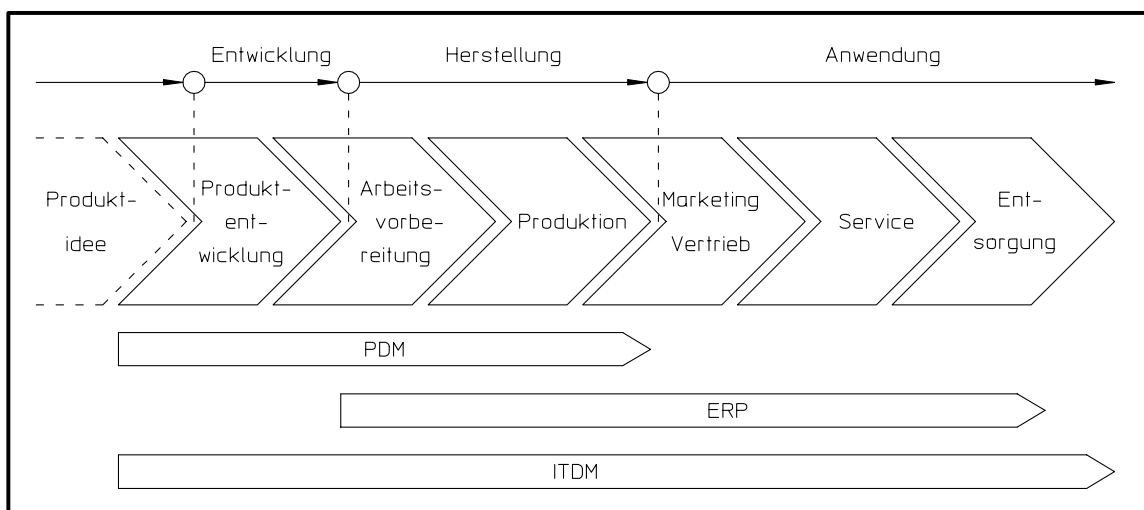 Entwicklung
Herstellung
Anwendung
Produkt-
idee
Produkt-
ent-
wicklung
Arbeits-
vorbe-
reitung
Produktion
Marketing
Vertrieb
Service
Ent-
sorgung
PDM
ERP
ITDM